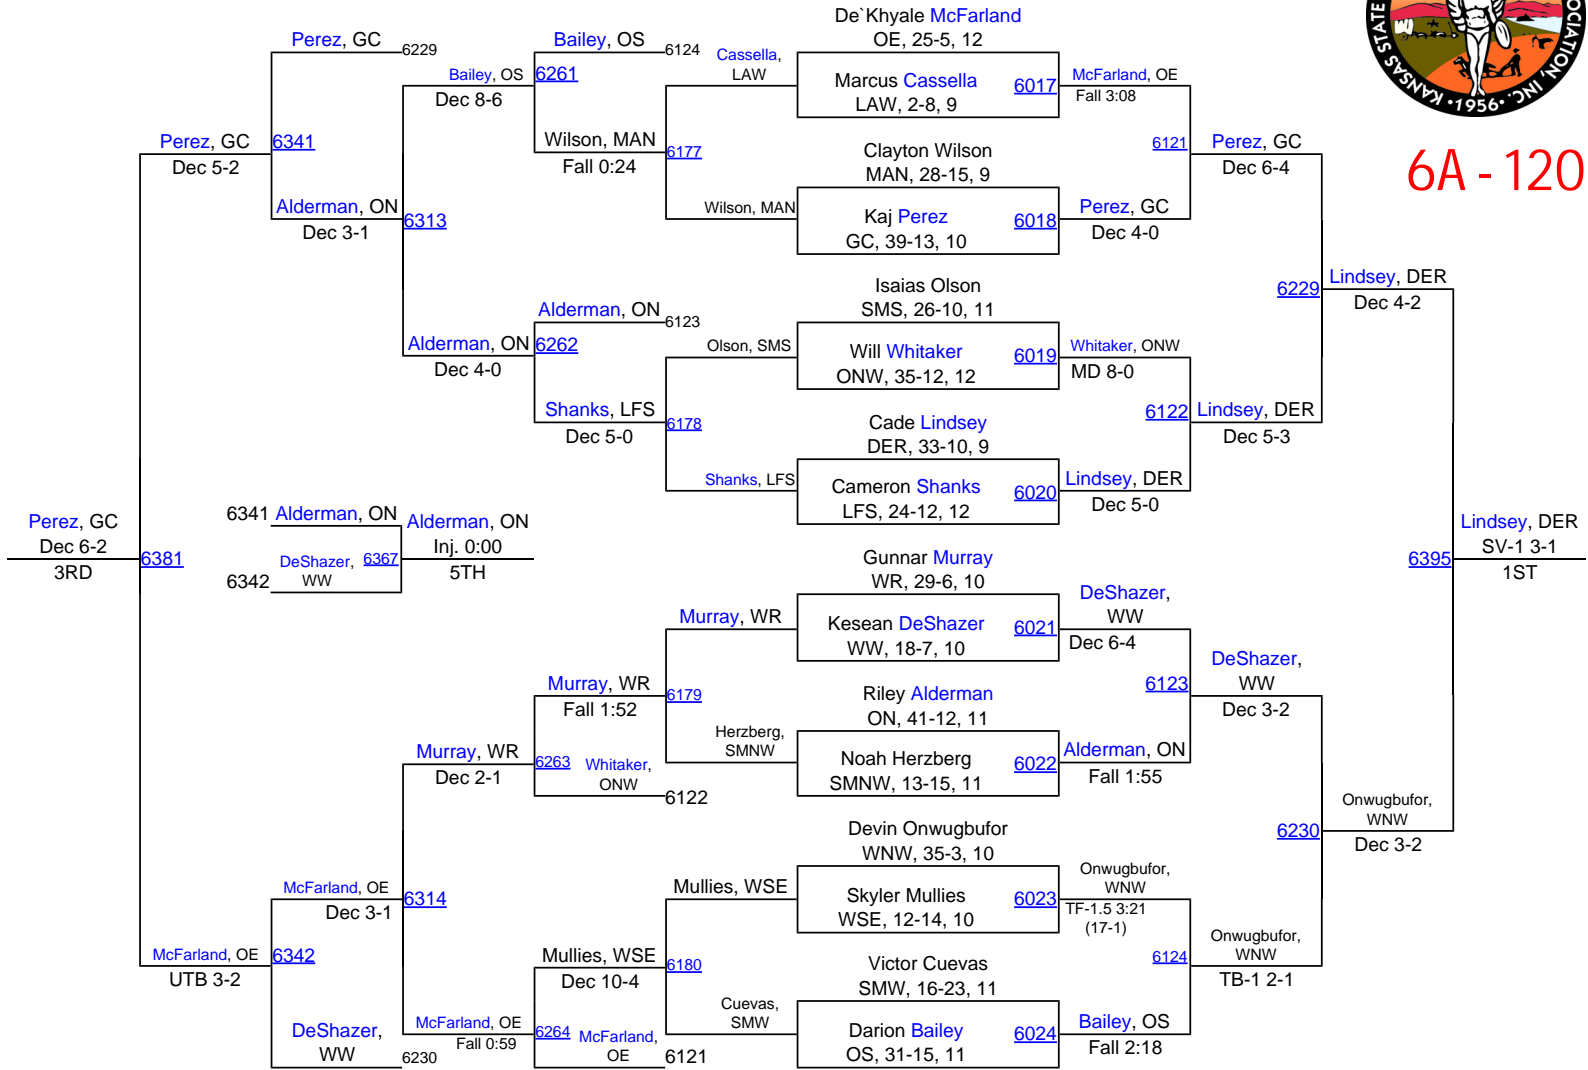 De`Khyale McFarland
OE, 25-5, 12
Marcus Cassella
LAW, 2-8, 9
6017
McFarland, OE
Fall 3:08
Clayton Wilson
MAN, 28-15, 9
Kaj Perez
GC, 39-13, 10
6018
Perez, GC
Dec 4-0
6121
Perez, GC
Dec 6-4
Isaias Olson
SMS, 26-10, 11
Will Whitaker
ONW, 35-12, 12
6019
Whitaker, ONW
MD 8-0
Cade Lindsey
DER, 33-10, 9
Cameron Shanks
LFS, 24-12, 12
6020
Lindsey, DER
Dec 5-0
6122
Lindsey, DER
Dec 5-3
6229
Lindsey, DER
Dec 4-2
Gunnar Murray
WR, 29-6, 10
Kesean DeShazer
WW, 18-7, 10
6021
DeShazer,
WW
Dec 6-4
Riley Alderman
ON, 41-12, 11
Noah Herzberg
SMNW, 13-15, 11
6022
Alderman, ON
Fall 1:55
6123
DeShazer,
WW
Dec 3-2
Devin Onwugbufor
WNW, 35-3, 10
Skyler Mullies
WSE, 12-14, 10
6023
Onwugbufor,
WNW
TF-1.5 3:21
(17-1)
Victor Cuevas
SMW, 16-23, 11
Darion Bailey
OS, 31-15, 11
6024
Bailey, OS
Fall 2:18
6124
Onwugbufor,
WNW
TB-1 2-1
6230
Onwugbufor,
WNW
Dec 3-2
6395
Lindsey, DER
SV-1 3-1
1ST
Cassella,
LAW
6177
Wilson, MAN
Wilson, MAN
Fall 0:24
Bailey, OS
6124
6261
Bailey, OS
Dec 8-6
Olson, SMS
6178
Shanks, LFS
Shanks, LFS
Dec 5-0
Alderman, ON
6123
6262
Alderman, ON
Dec 4-0
6313
Alderman, ON
Dec 3-1
Perez, GC
6229
6341
Perez, GC
Dec 5-2
Murray, WR
6179
Herzberg,
SMNW
Murray, WR
Fall 1:52
6263
Whitaker,
ONW
6122
Murray, WR
Dec 2-1
Mullies, WSE
6180
Cuevas,
SMW
Mullies, WSE
Dec 10-4
6264
McFarland,
OE
6121
McFarland, OE
Fall 0:59
6314
McFarland, OE
Dec 3-1
6342
DeShazer,
WW
6230
McFarland, OE
UTB 3-2
6381
Perez, GC
Dec 6-2
3RD
6341
Alderman, ON
6342
DeShazer,
WW
6367
Alderman, ON
Inj. 0:00
5TH
KANSAS STATE
OCIATION, INC.
•1956•
6A - 120